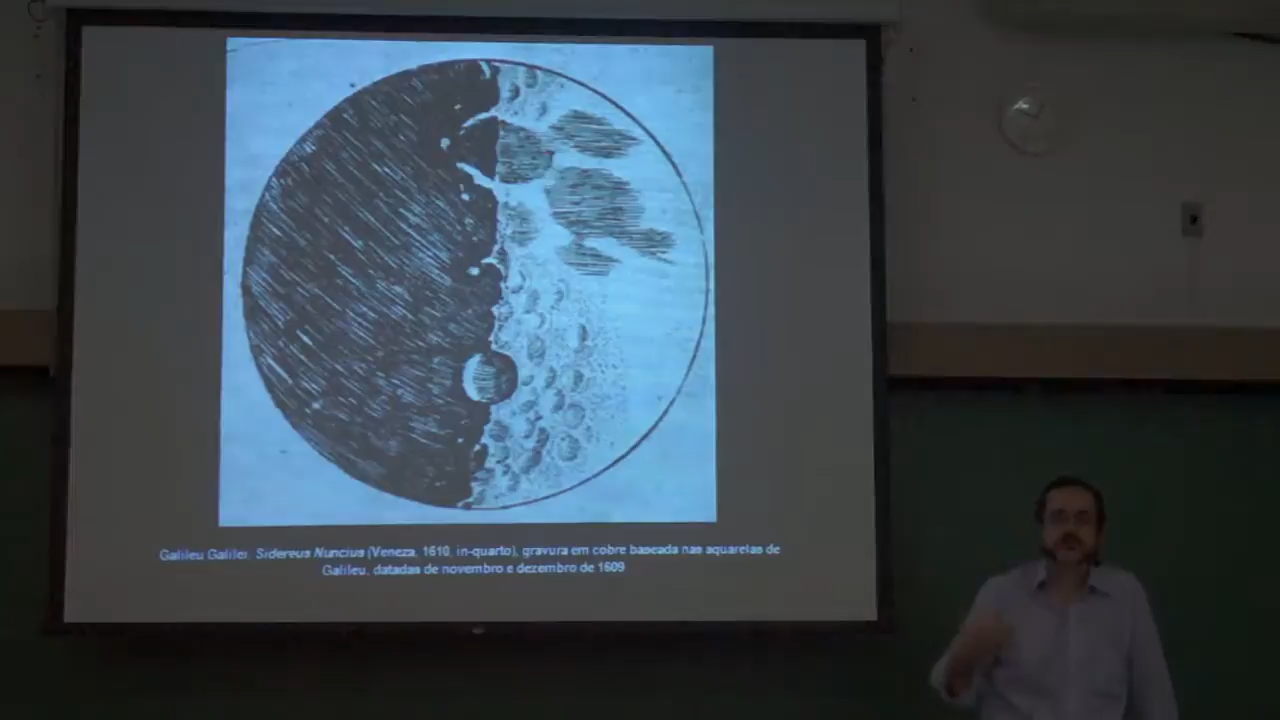 Galileu Galilei, Sidereus Nuncius (Veneza, 1610, in-quarto), gravura em cobre baseada nas aquarelas de
Galileu, datadas de novembro e dezembro de 1609